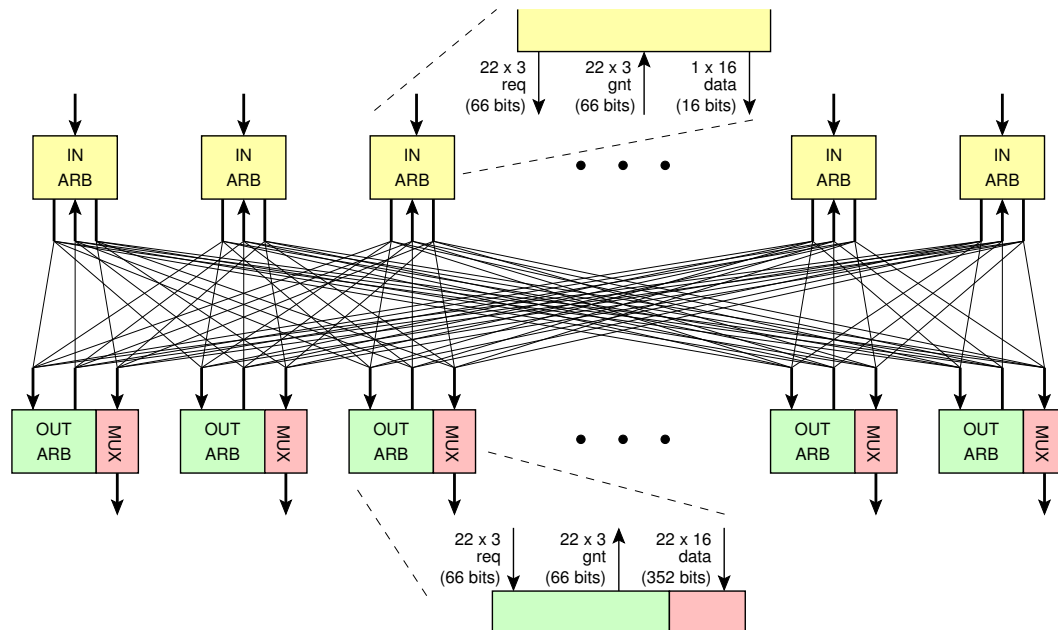 22 x 3
req
(66 bits)
22 x 3
gnt
(66 bits)
1 x 16
data
(16 bits)
IN
ARB
IN
ARB
IN
ARB
IN
ARB
IN
ARB
OUT
ARB
MUX
OUT
ARB
MUX
OUT
ARB
MUX
OUT
ARB
MUX
OUT
ARB
MUX
22 x 3
req
(66 bits)
22 x 3
gnt
(66 bits)
22 x 16
data
(352 bits)